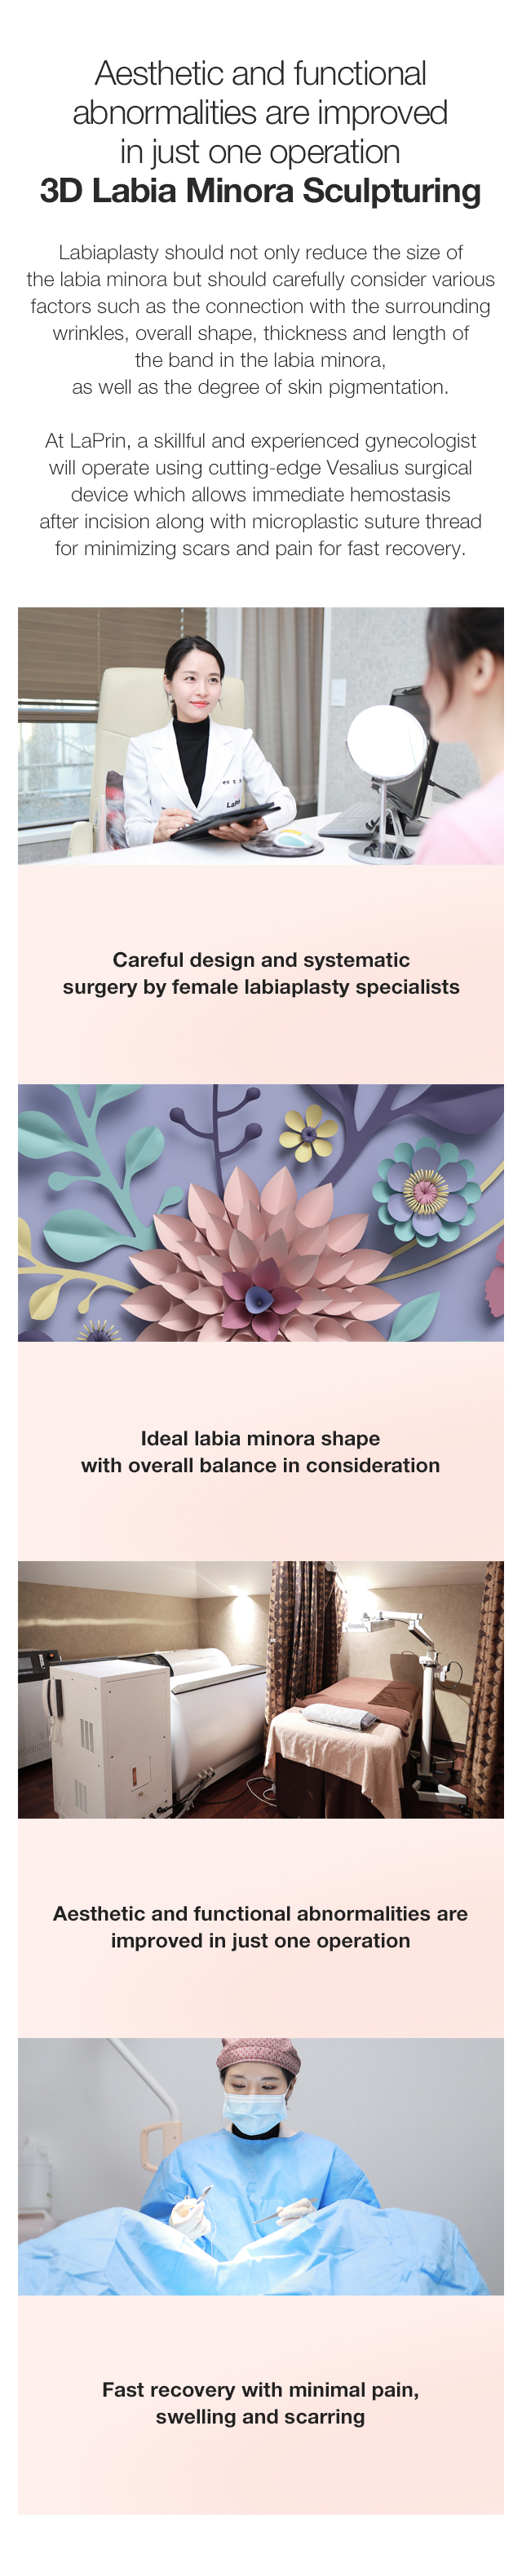 Aesthetic and functional
abnormalities are improved
in just one operation
3D Labia Minora Sculpturing
Labiaplasty should not only reduce the size of
the labia minora but should carefully consider various
factors such as the connection with the surrounding
wrinkles, overall shape, thickness and length of
the band in the labia minora,
as well as the degree of skin pigmentation.
At LaPrin, a skillful and experienced gynecologist
will operate using cutting-edge Vesalius surgical
device which allows immediate hemostasis
after incision along with microplastic suture thread
for minimizing scars and pain for fast recovery.
Careful design and systematic
surgery by female labiaplasty specialists
Ideal labia minora shape
with overall balance in consideration
Aesthetic and functional abnormalities are
improved in just one operation
Fast recovery with minimal pain,
swelling and scarring